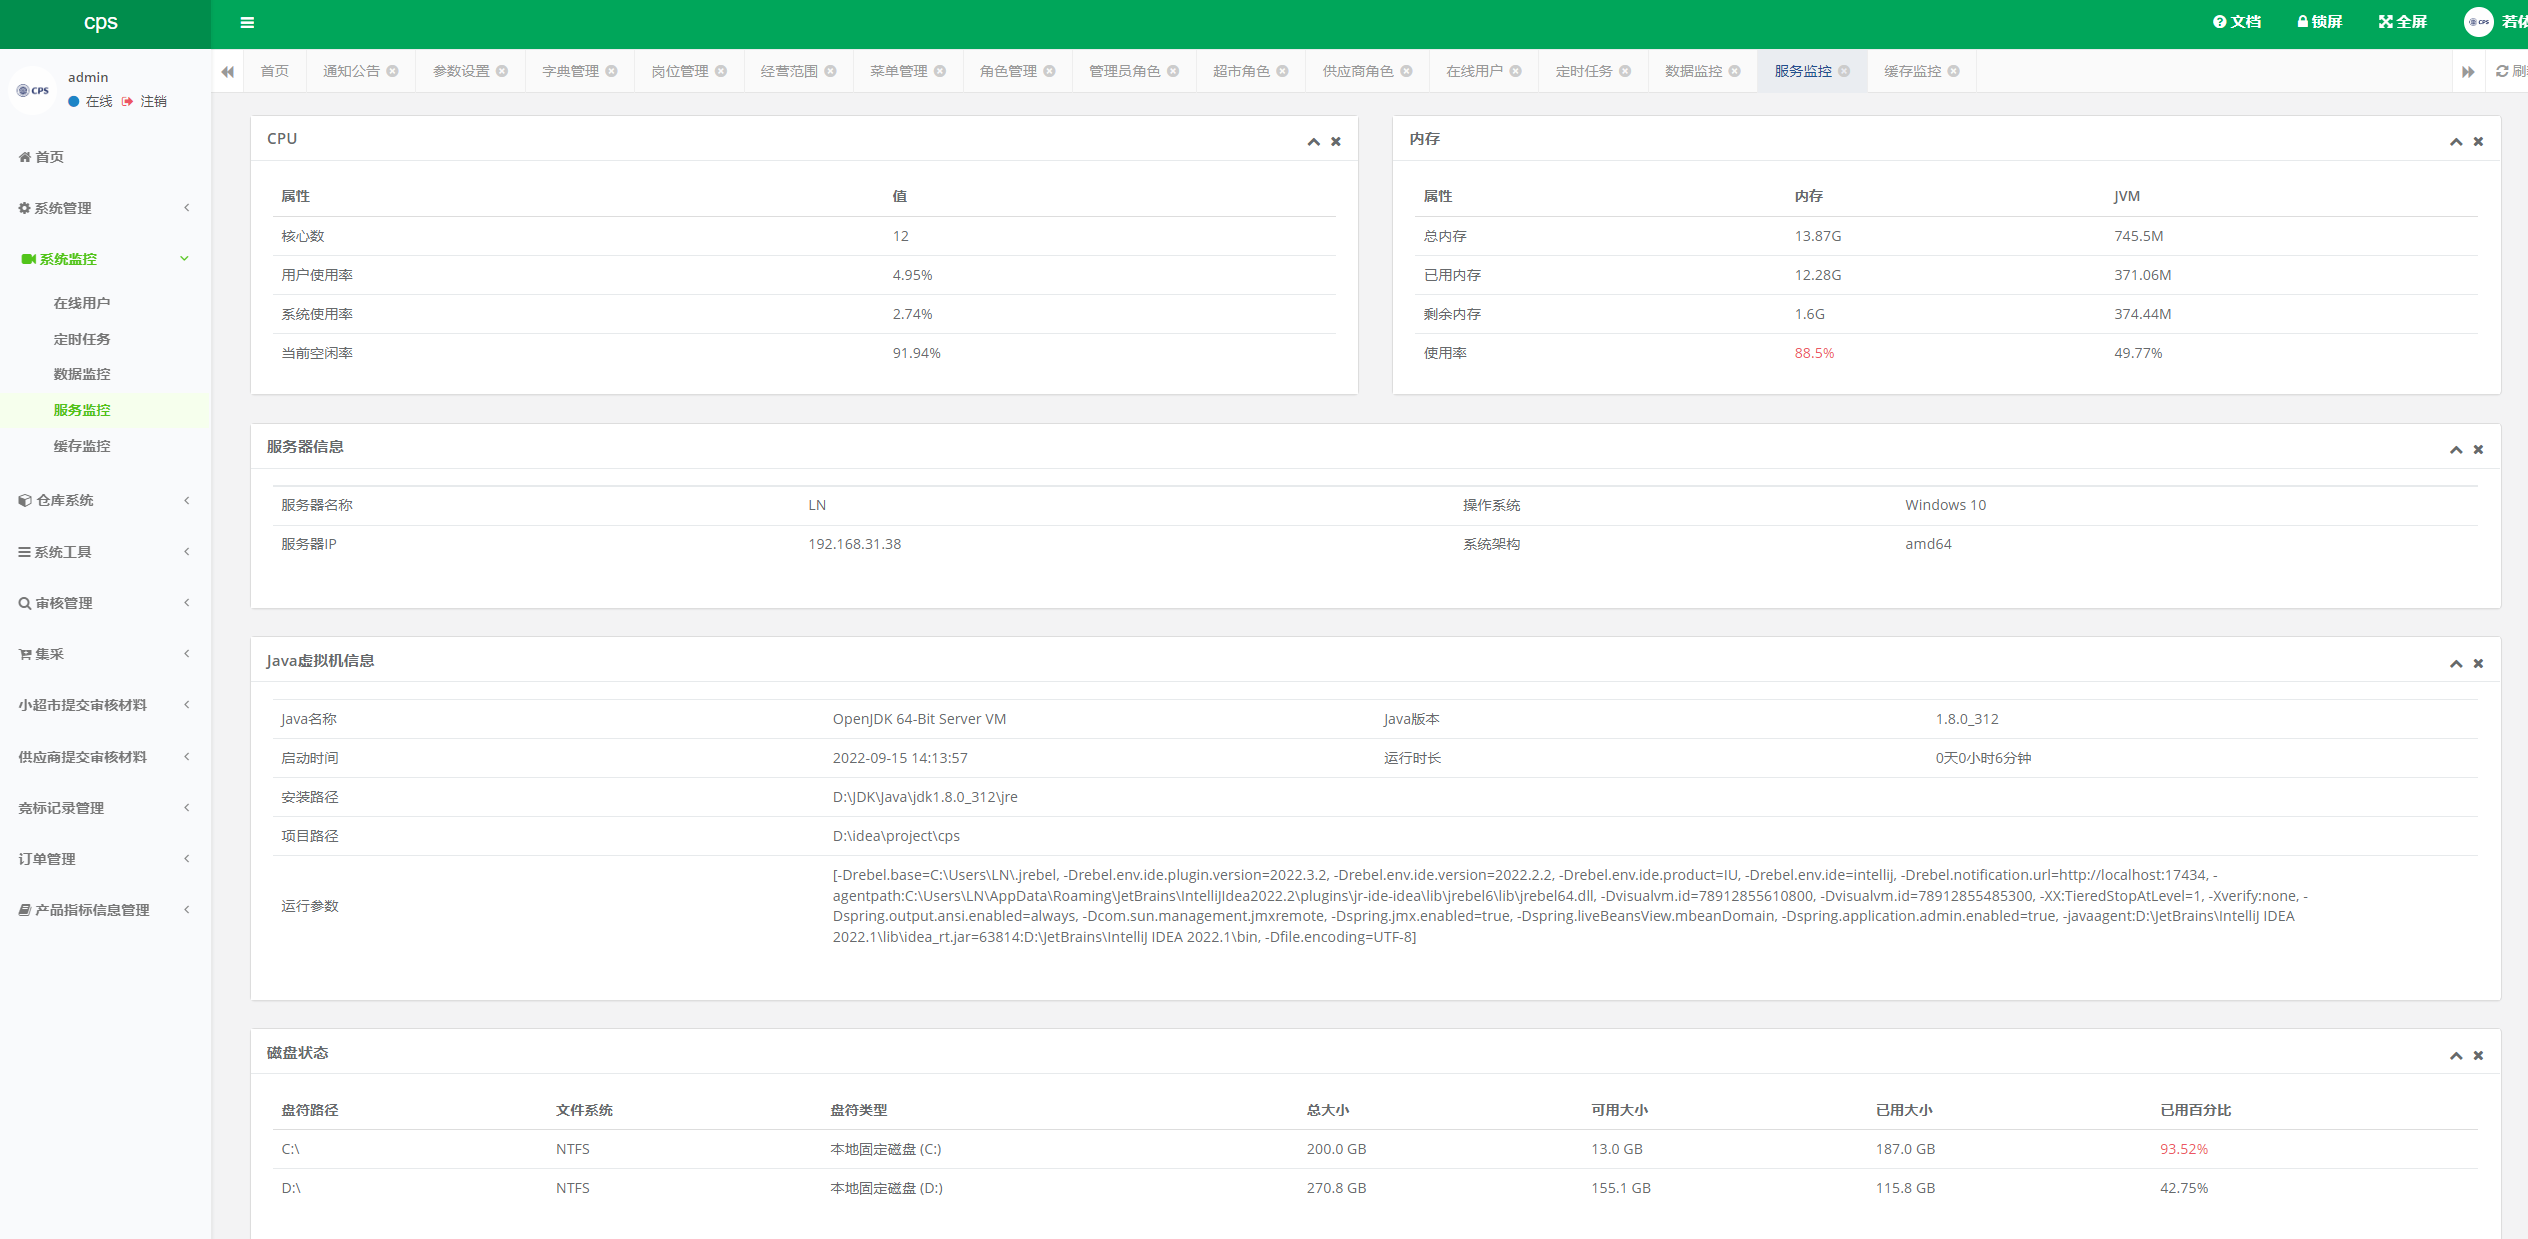 cps
文档 锁屏 全屏 CPS
CPS
admin
在线 注销
首页 通知公告 参数设置 字典管理 岗位管理 经营范围 菜单管理 角色管理 管理员角色 超市角色 供应商角色 在线用户 定时任务 数据监控 服务监控 缓存监控
首页
系统管理
系统监控
在线用户
定时任务
数据监控
服务监控
缓存监控
仓库系统
系统工具
审核管理
集采
小超市提交审核材料
供应商提交审核材料
竞标记录管理
订单管理
产品指标信息管理
CPU
属性 值
核心数 12
用户使用率 4.95%
系统使用率 2.74%
当前空闲率 91.94%
内存
属性 内存 JVM
总内存 13.87G 745.5M
已用内存 12.28G 371.06M
剩余内存 1.6G 374.44M
使用率 88.5% 49.77%
服务器信息
服务器名称 LN 操作系统 Windows 10
服务器IP 192.168.31.38 系统架构 amd64
Java虚拟机信息
Java名称 OpenJDK 64-Bit Server VM Java版本 1.8.0_312
启动时间 2022-09-15 14:13:57 运行时长 0天0小时6分钟
安装路径 D:\JDK\Java\jdk1.8.0_312\jre
项目路径 D:\idea\project\cps
运行参数
[-Drebel.base=C:\Users\LN\.jrebel, -Drebel.env.ide.plugin.version=2022.3.2, -Drebel.env.ide.version=2022.2.2, -Drebel.env.ide.product=IU, -Drebel.env.ide=intellij, -Drebel.notification.url=http://localhost:17434, -
agentpath:C:\Users\LN\AppData\Roaming\JetBrains\IntelliJIdea2022.2\plugins\jr-ide-idea\lib\jrebel6\lib\jrebel64.dll, -Dvisualvm.id=78912855610800, -Dvisualvm.id=78912855485300, -XX:TieredStopAtLevel=1, -Xverify:none, -
Dspring.output.ansi.enabled=always, -Dcom.sun.management.jmxremote, -Dspring.jmx.enabled=true, -Dspring.liveBeansView.mbeanDomain, -Dspring.application.admin.enabled=true, -javaagent:D:\JetBrains\IntelliJ IDEA
2022.1\lib\idea_rt.jar=63814:D:\JetBrains\IntelliJ IDEA 2022.1\bin, -Dfile.encoding=UTF-8]
磁盘状态
盘符路径 文件系统 盘符类型 总大小 可用大小 已用大小 已用百分比
C:\ NTFS 本地固定磁盘 (C:) 200.0 GB 13.0 GB 187.0 GB 93.52%
D:\ NTFS 本地固定磁盘 (D:) 270.8 GB 155.1 GB 115.8 GB 42.75%